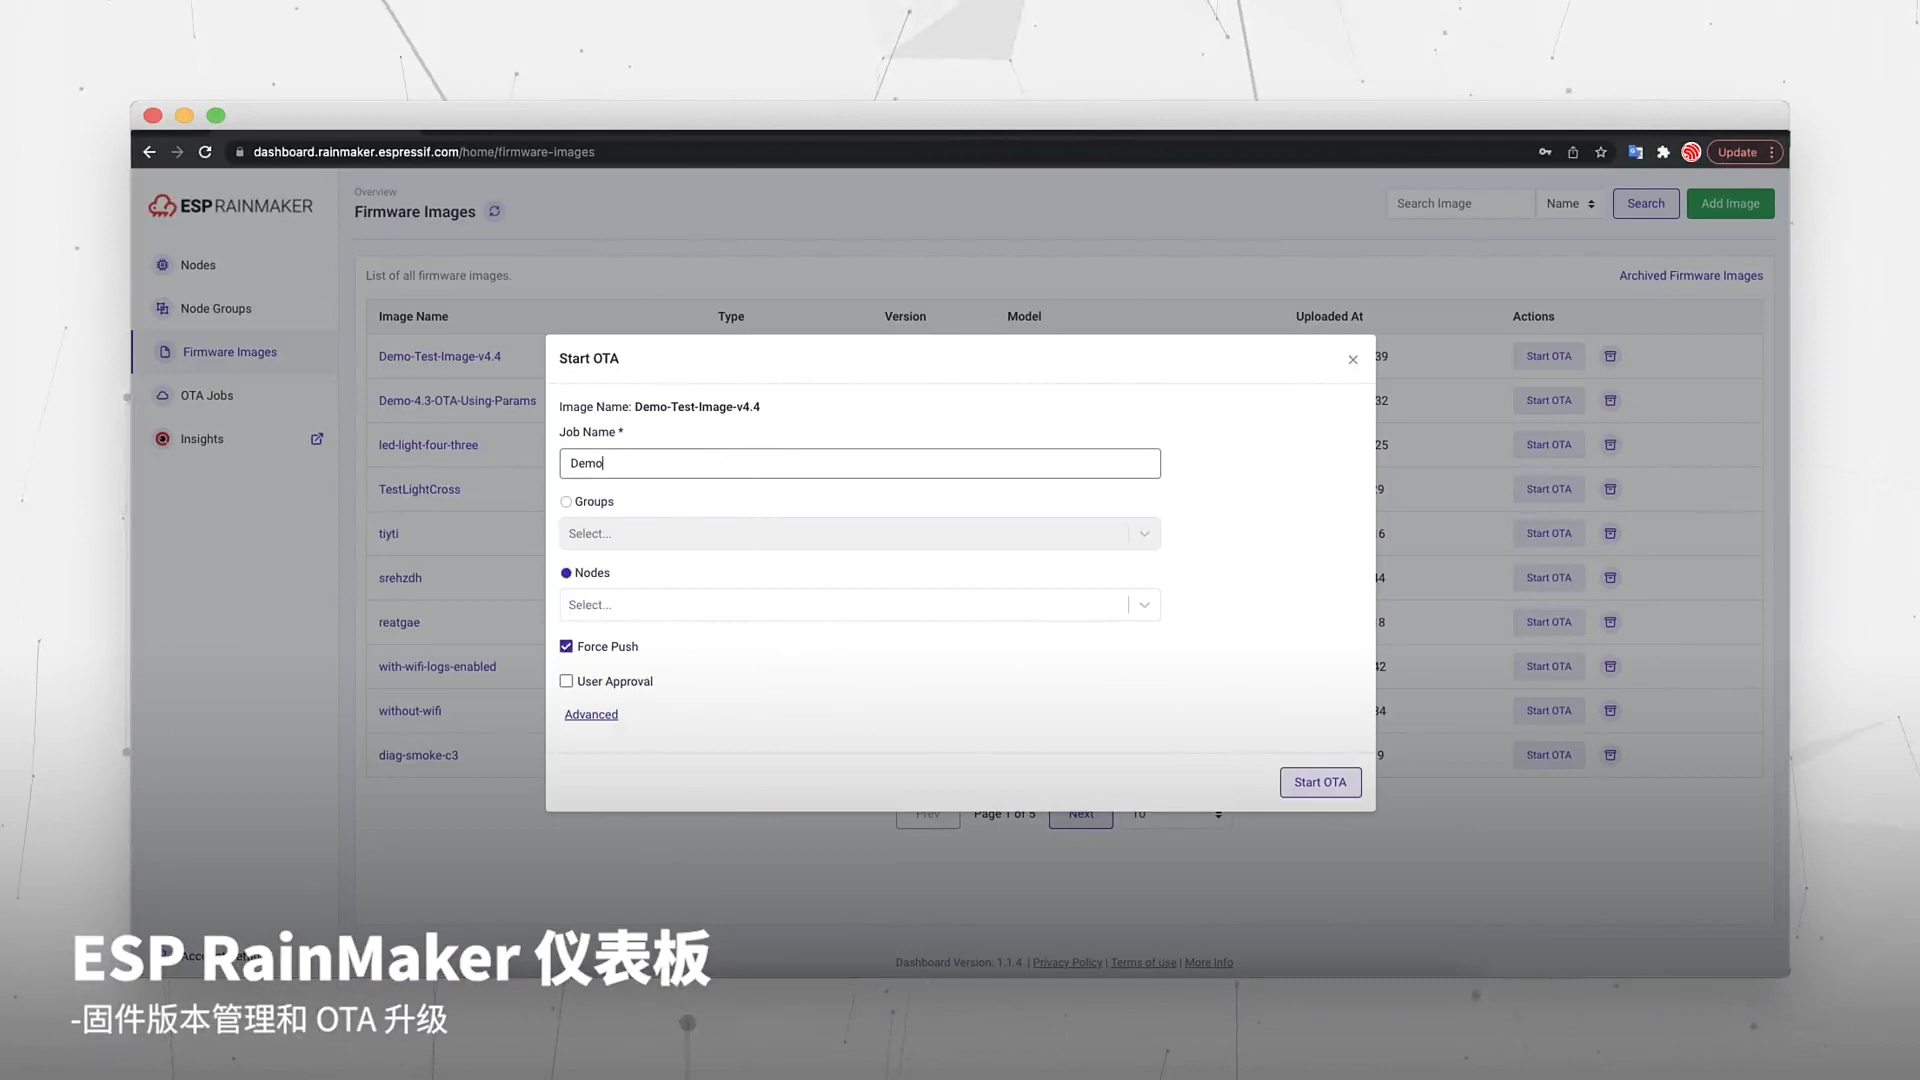 dashboard.rainmaker.espressif.com/home/firmware-images
Update
ESP RAINMAKER
Overview
Firmware Images
Search Image
Name
Search
Add Image
Nodes
Node Groups
Firmware Images
OTA Jobs
Insights
List of all firmware images.
Archived Firmware Images
Image Name Type Version Model Uploaded At Actions
Demo-Test-Image-v4.4 39 Start OTA
Demo-4.3-OTA-Using-Params 32 Start OTA
led-light-four-three 25 Start OTA
TestLightCross Start OTA
tiyti 6 Start OTA
srehzdh 44 Start OTA
reatgae 8 Start OTA
with-wifi-logs-enabled 42 Start OTA
without-wifi 34 Start OTA
diag-smoke-c3 9 Start OTA
Start OTA
Image Name: Demo-Test-Image-v4.4
Job Name *
Demo
Groups
Select...
Nodes
Select...
Force Push
User Approval
Advanced
Start OTA
Prev Page 1 of 5 Next 10
Dashboard Version: 1.1.4 | Privacy Policy | Terms of use | More Info
ESP RainMaker 仪表板
-固件版本管理和 OTA 升级